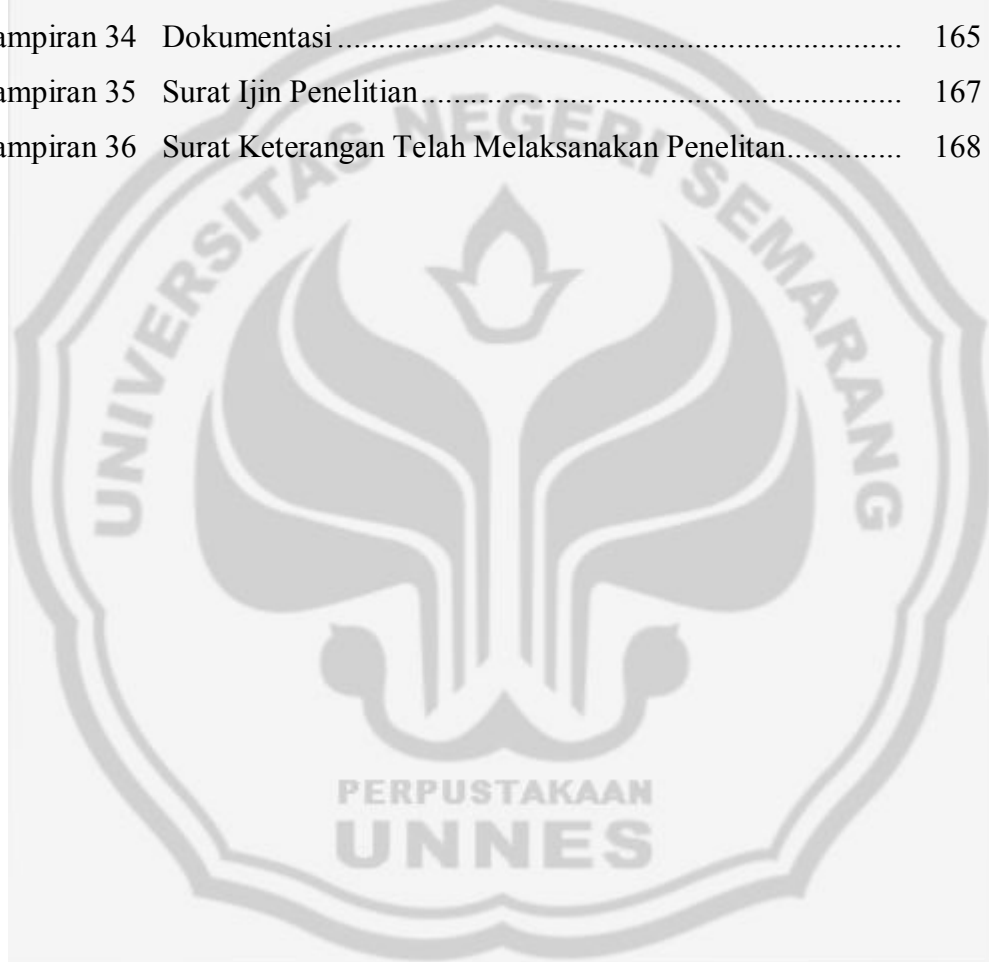 ampiran 34 Dokumentasi ................................................................ 165
ampiran 35 Surat Ijin Penelitian .................................................... 167
ampiran 36 Surat Keterangan Telah Melaksanakan Penelitan ............. 168
UNIVERSITAS NEGERI SEMARANG
PERPUSTAKAAN
UNNES